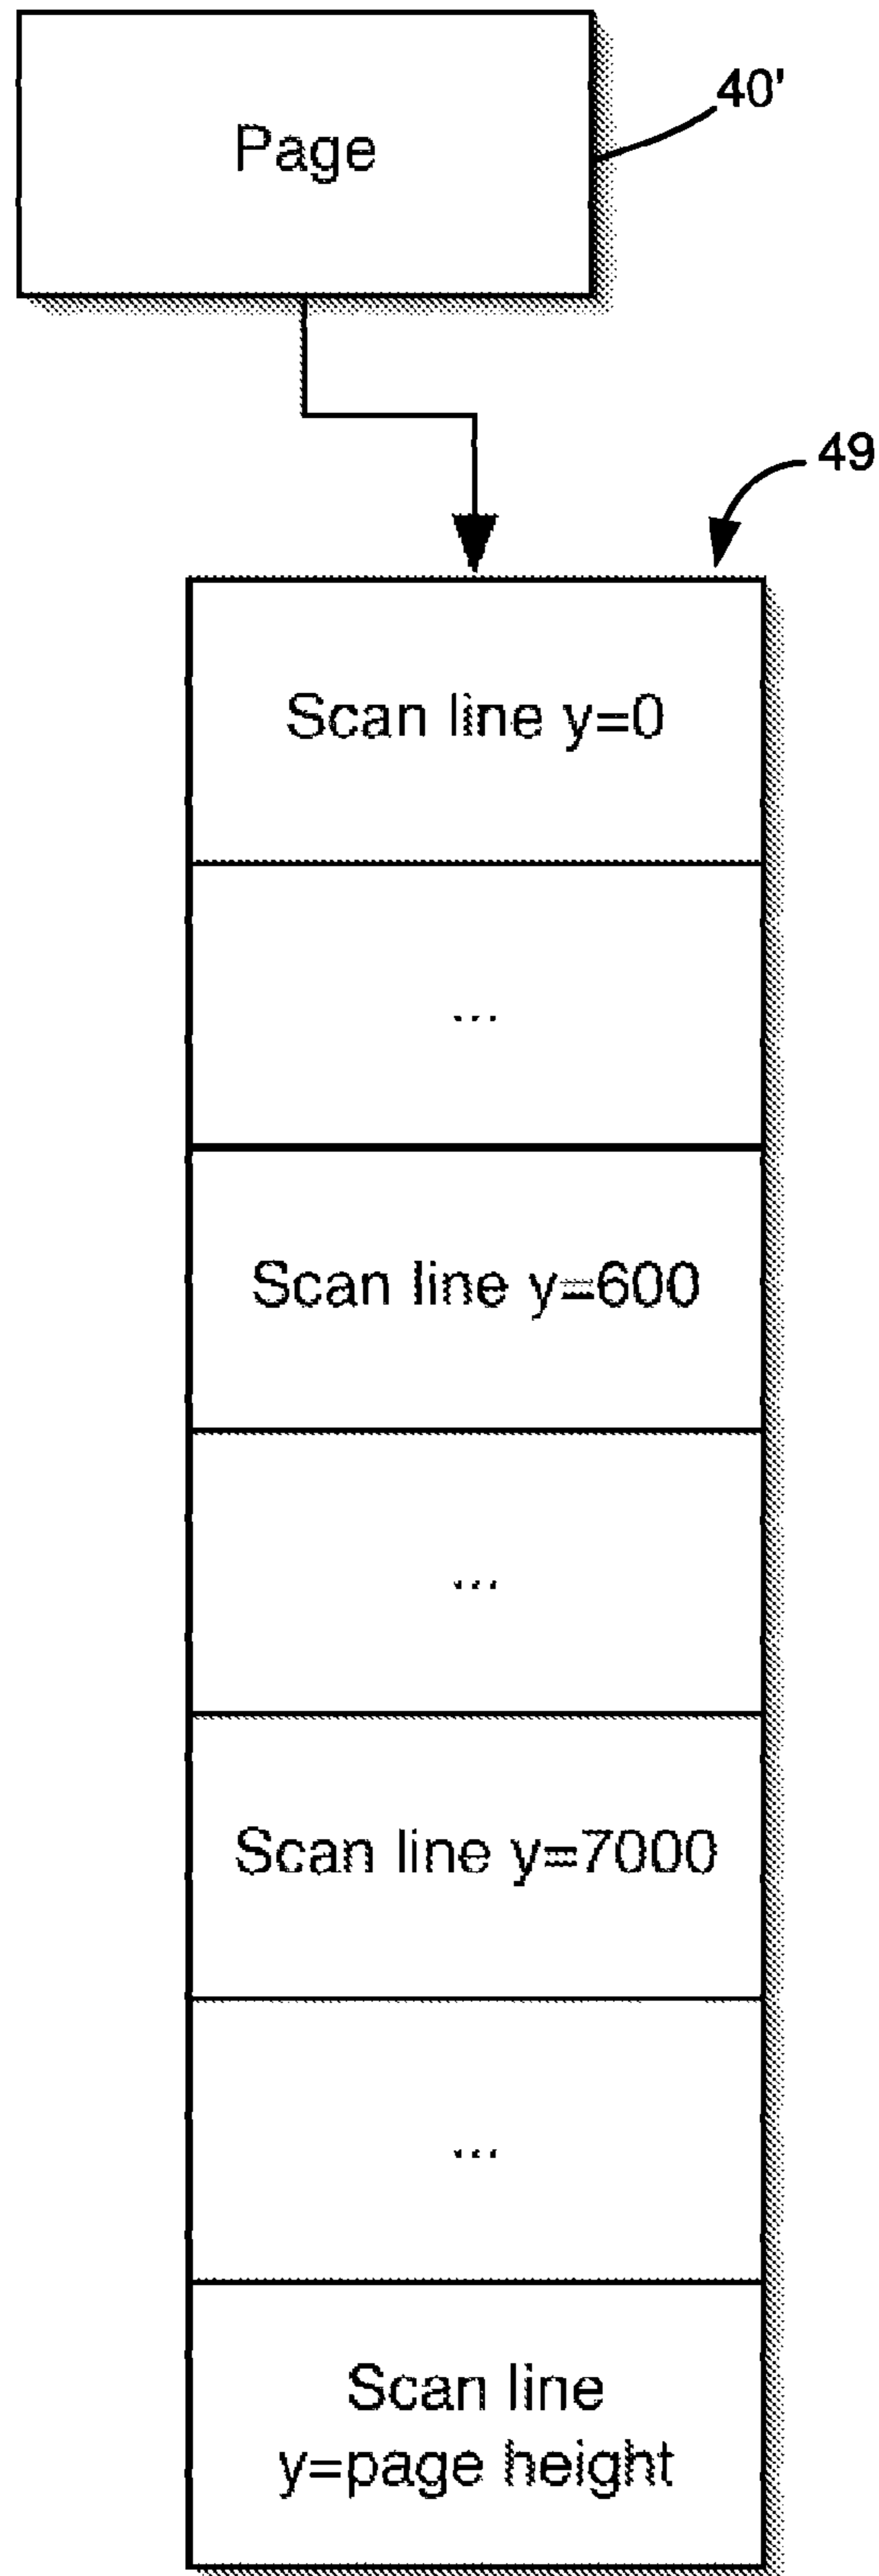 Page
40'
49
Scan line y=0
...
Scan line y=600
...
Scan line y=7000
...
Scan line
y=page height